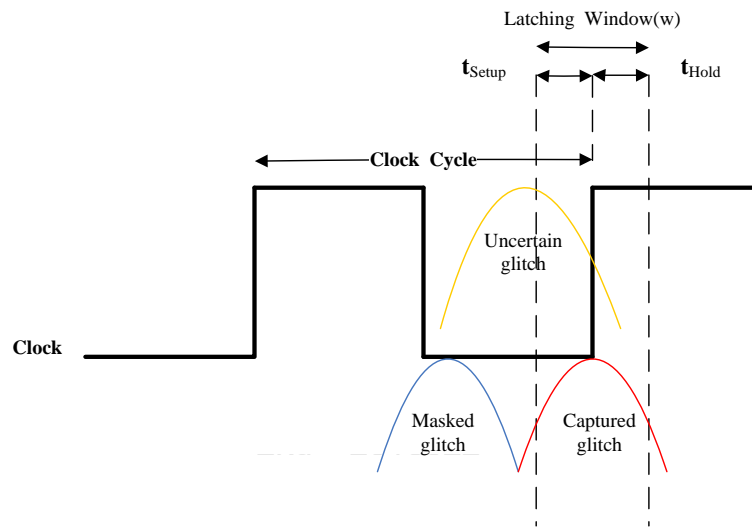 Latching Window(w)
tSetup
tHold
Clock Cycle
Uncertain
glitch
Clock
Masked
glitch
Captured
glitch